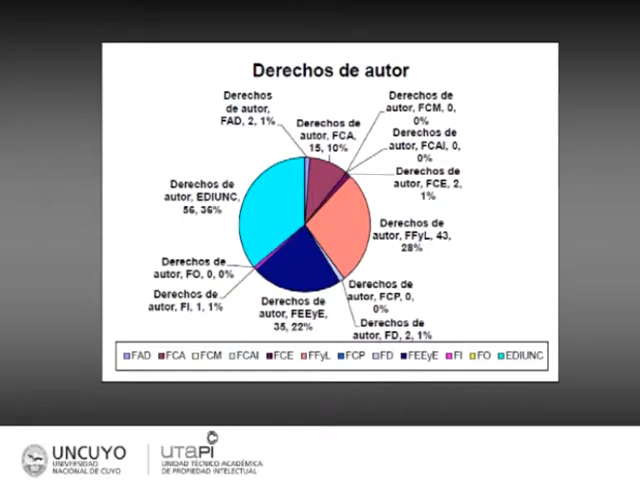 Derechos de autor
Derechos
de autor,
FAD, 2, 1%
Derechos de
autor, FCA,
15, 10%
Derechos de
autor, FCM, 0,
0%
Derechos de
autor, FCAI, 0,
0%
Derechos de
autor, FCE, 2,
1%
Derechos de
autor, FFyL, 43,
28%
Derechos de
autor, FCP, 0,
0%
Derechos de
autor, FD, 2, 1%
Derechos de
autor, FEEyE,
35, 22%
Derechos de
autor, FI, 1, 1%
Derechos de
autor, FO, 0, 0%
Derechos de
autor, EDIUNC,
56, 36%
FAD FCA FCM FCAI FCE FFyL FCP FD FEEyE FI FO EDIUNC
UNCUYO
UNIVERSIDAD
NACIONAL DE CUYO
UTAPI
UNIDAD TÉCNICO ACADÉMICA
DE PROPIEDAD INTELECTUAL